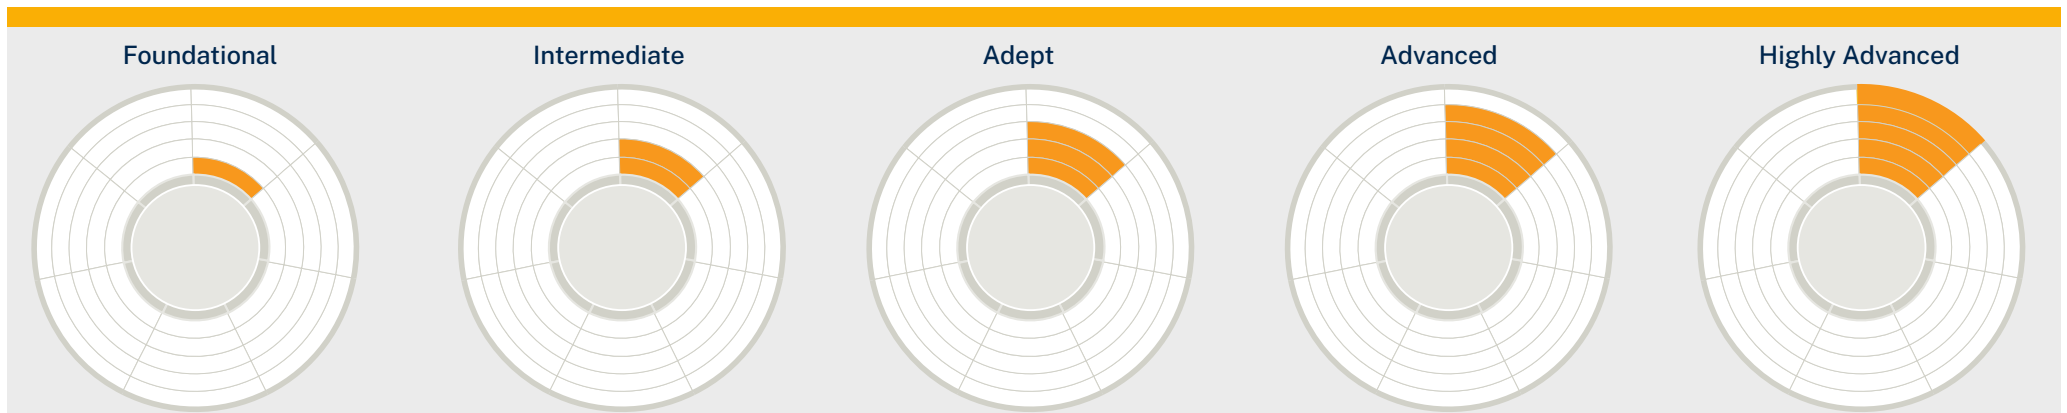 Foundational
Intermediate
Adept
Advanced
Highly Advanced